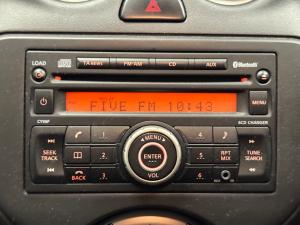 LOAD
TA NEWS FM/AM CD AUX
Bluetooth
FIVE FM 10:43
MENU
CY09F
6CD CHANGER
SEEK TRACK
1 2 3
MENU
ENTER
VOL
4 5 6
BACK
RPT MIX
TUNE· SEARCH